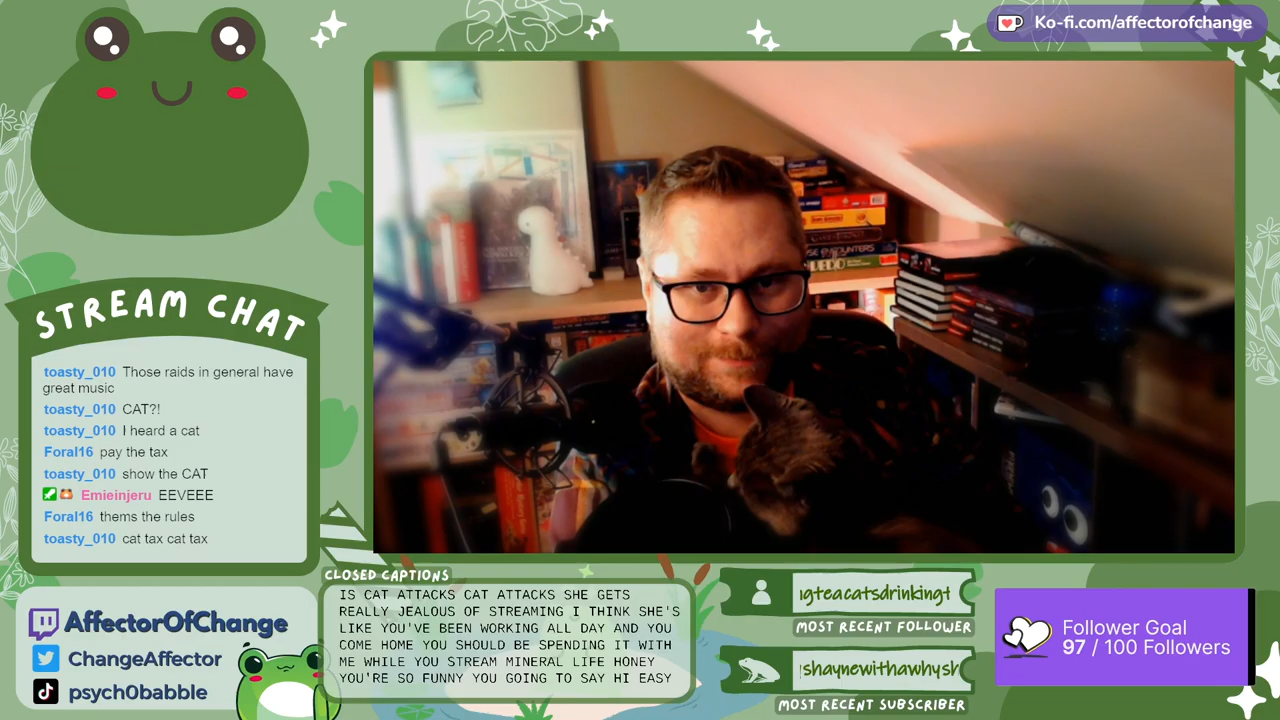 Ko-fi.com/affectorofchange
STREAM CHAT
toasty_010 Those raids in general have
great music
toasty_010 CAT?!
toasty_010 I heard a cat
Foral16 pay the tax
toasty_010 show the CAT
Emieinjeru EEVEEE
Foral16 thems the rules
toasty_010 cat tax cat tax
AffectorOfChange
ChangeAffector
psych0babble
CLOSED CAPTIONS
IS CAT ATTACKS CAT ATTACKS SHE GETS
REALLY JEALOUS OF STREAMING I THINK SHE'S
LIKE YOU'VE BEEN WORKING ALL DAY AND YOU
COME HOME YOU SHOULD BE SPENDING IT WITH
ME WHILE YOU STREAM MINERAL LIFE HONEY
YOU'RE SO FUNNY YOU GOING TO SAY HI EASY
igteacatsdrinkingt
MOST RECENT FOLLOWER
shaynewithawhysh
MOST RECENT SUBSCRIBER
Follower Goal
97 / 100 Followers